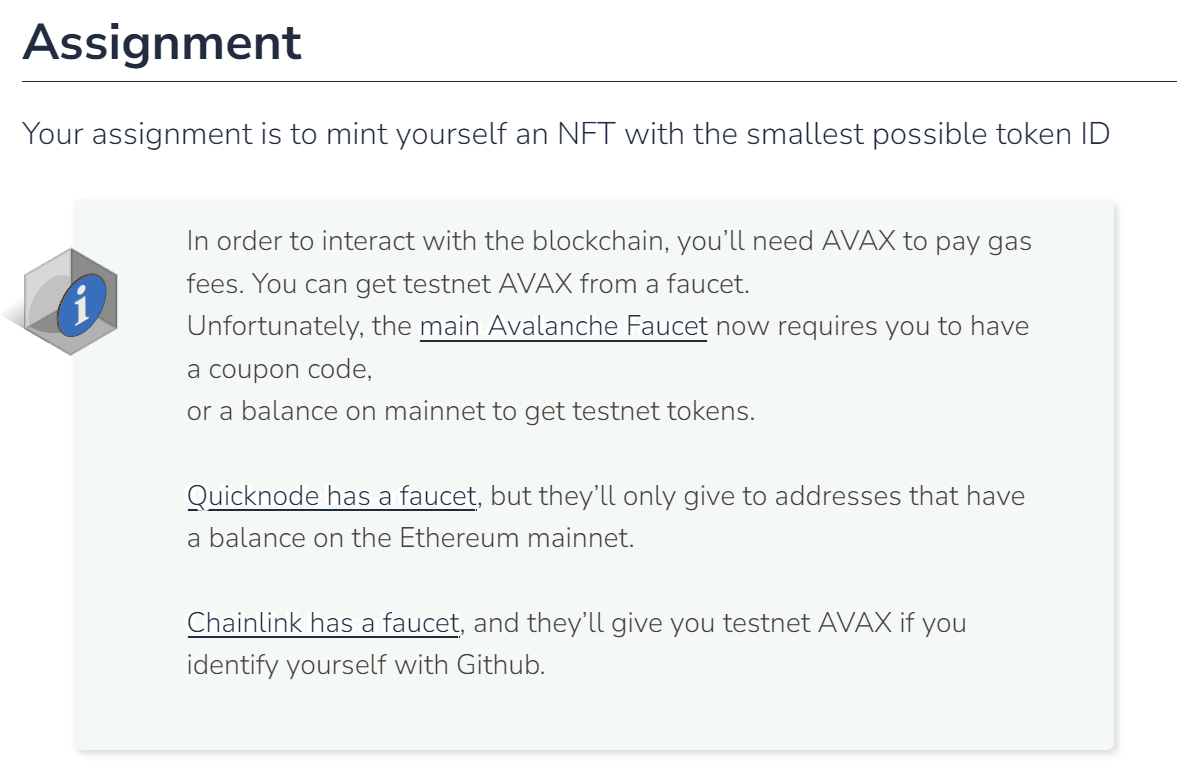 Assignment
Your assignment is to mint yourself an NFT with the smallest possible token ID
In order to interact with the blockchain, you’ll need AVAX to pay gas
fees. You can get testnet AVAX from a faucet.
Unfortunately, the main Avalanche Faucet now requires you to have
a coupon code,
or a balance on mainnet to get testnet tokens.
Quicknode has a faucet, but they’ll only give to addresses that have
a balance on the Ethereum mainnet.
Chainlink has a faucet, and they’ll give you testnet AVAX if you
identify yourself with Github.